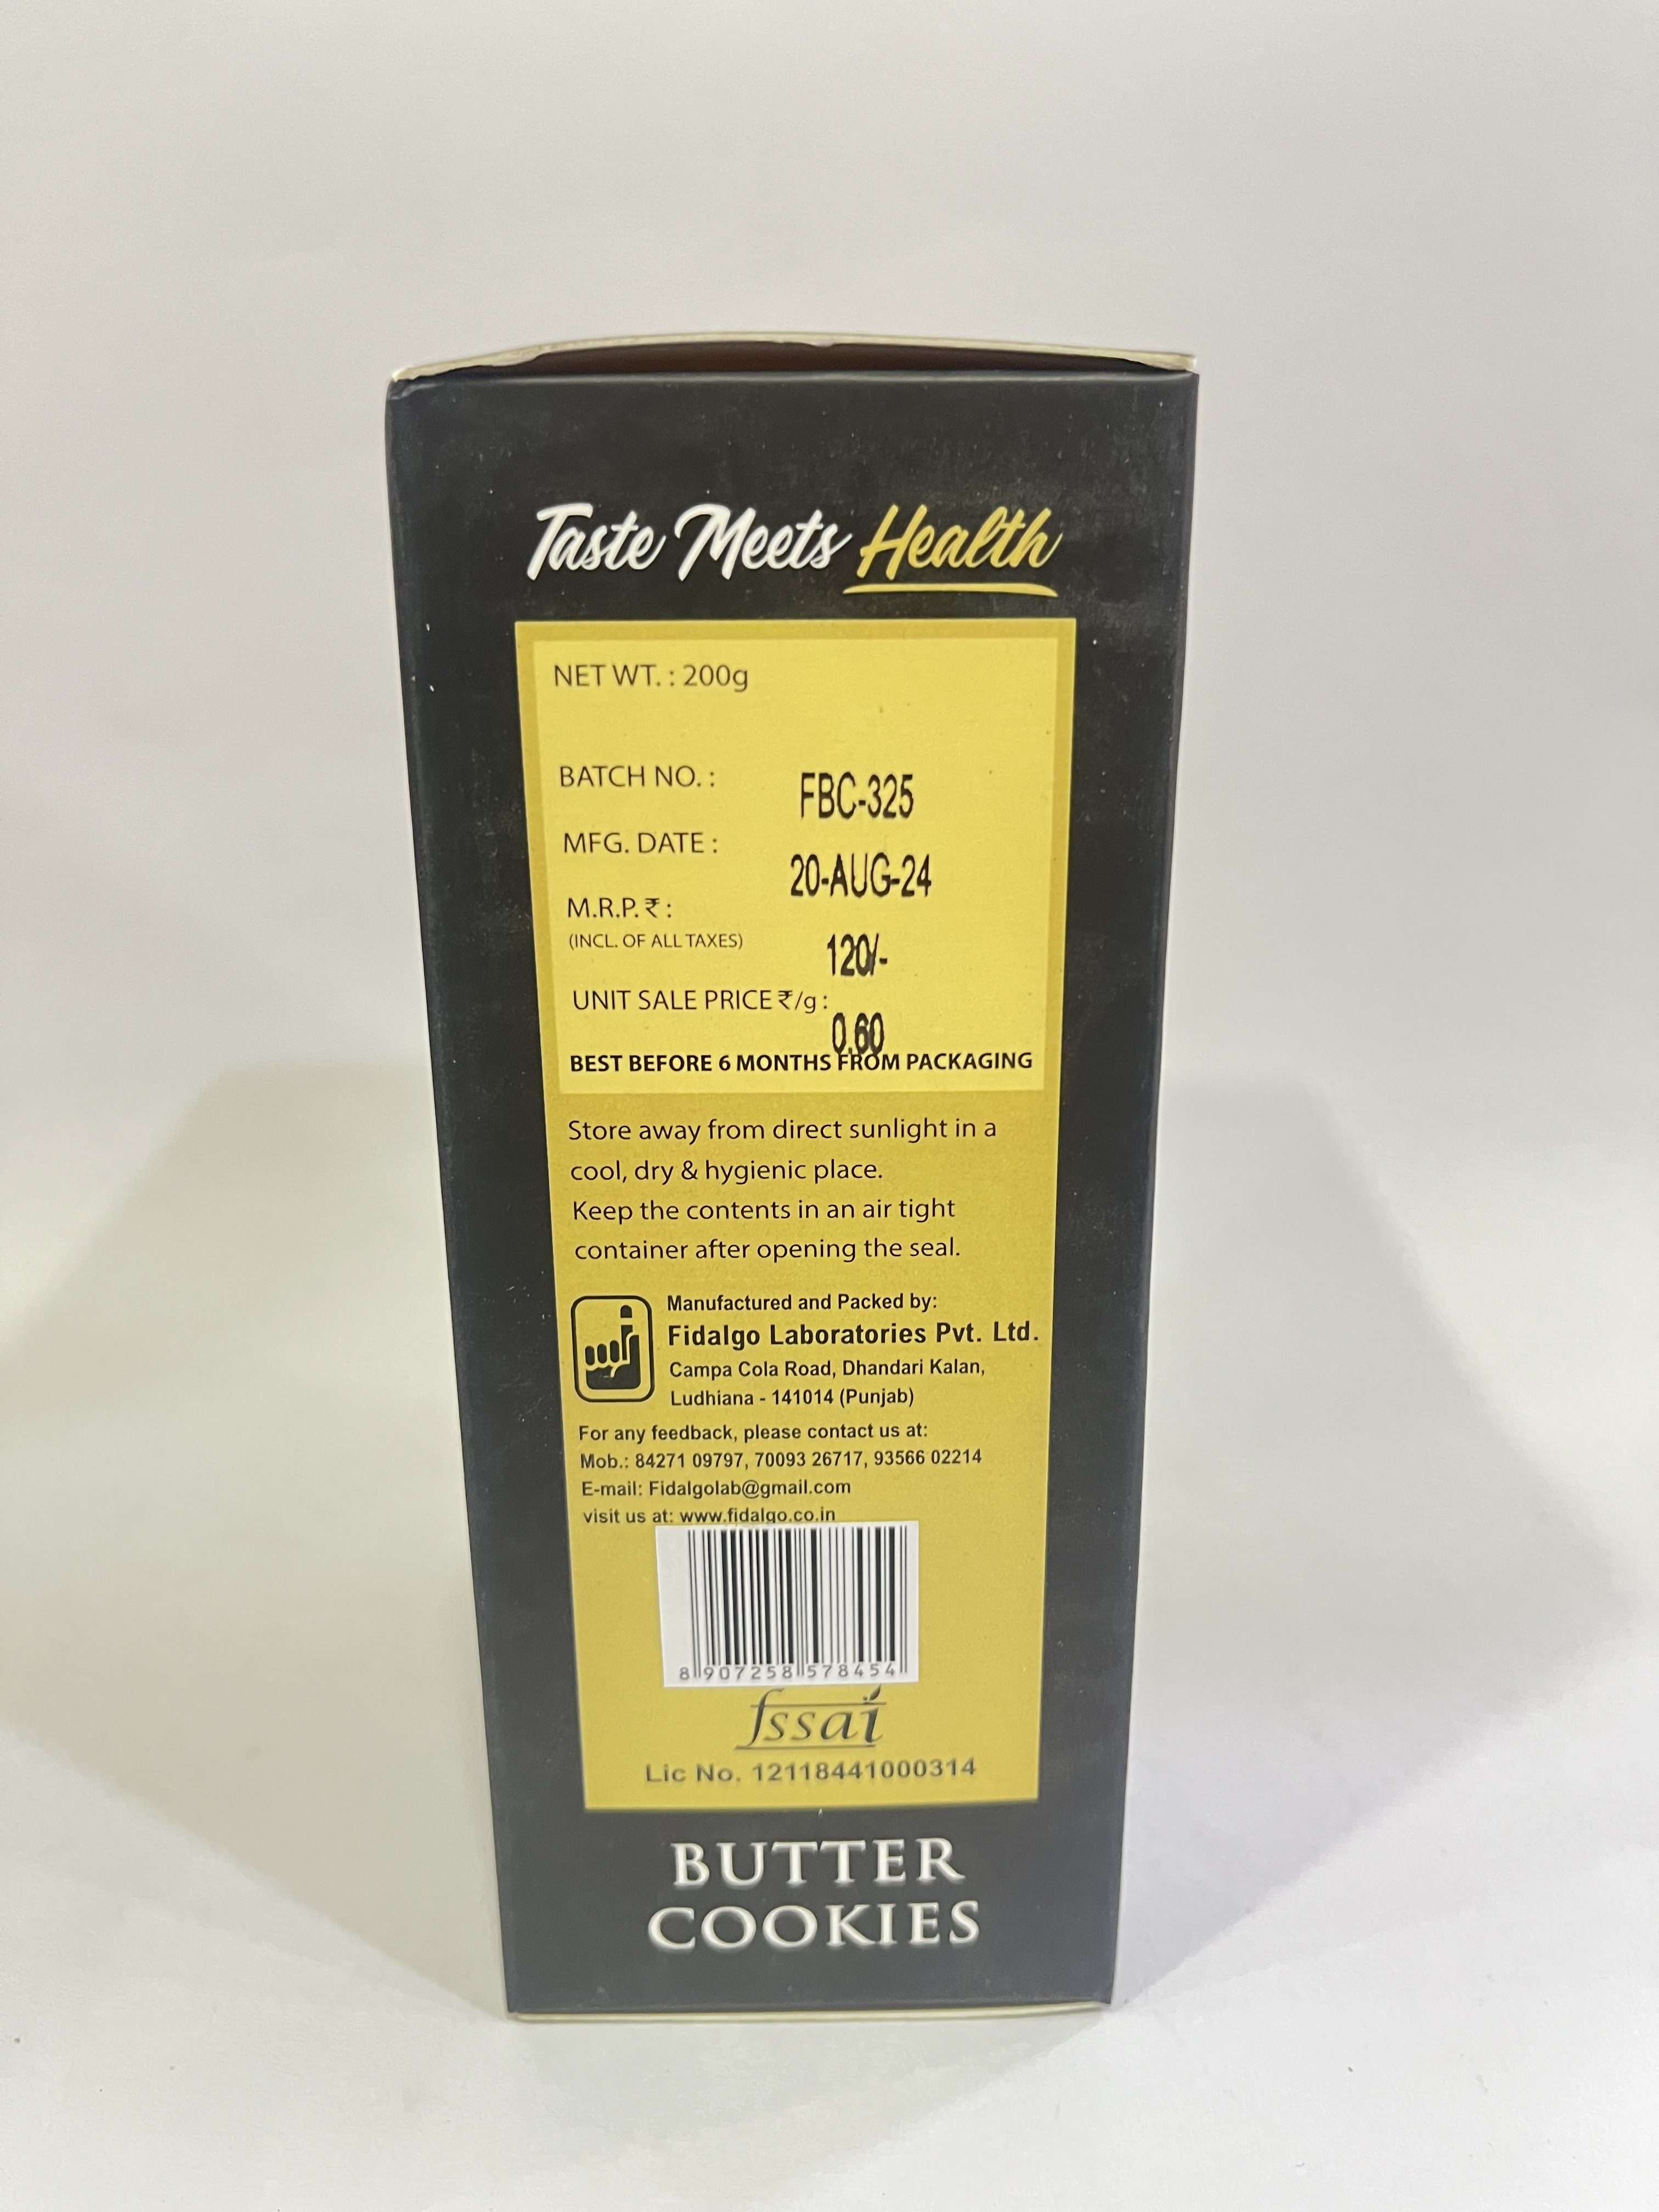 Taste Meets Health
NET WT. : 200g
BATCH NO. : FBC-325
MFG. DATE : 20-AUG-24
M.R.P. ₹ : 120/-
(INCL. OF ALL TAXES)
UNIT SALE PRICE ₹/g : 0.60
BEST BEFORE 6 MONTHS FROM PACKAGING
Store away from direct sunlight in a
cool, dry & hygienic place.
Keep the contents in an air tight
container after opening the seal.
Manufactured and Packed by:
Fidalgo Laboratories Pvt. Ltd.
Campa Cola Road, Dhandari Kalan,
Ludhiana - 141014 (Punjab)
For any feedback, please contact us at:
Mob.: 84271 09797, 70093 26717, 93566 02214
E-mail: Fidalgolab@gmail.com
visit us at: www.fidalgo.co.in
8 907258 578454
fssai
Lic No. 12118441000314
BUTTER
COOKIES